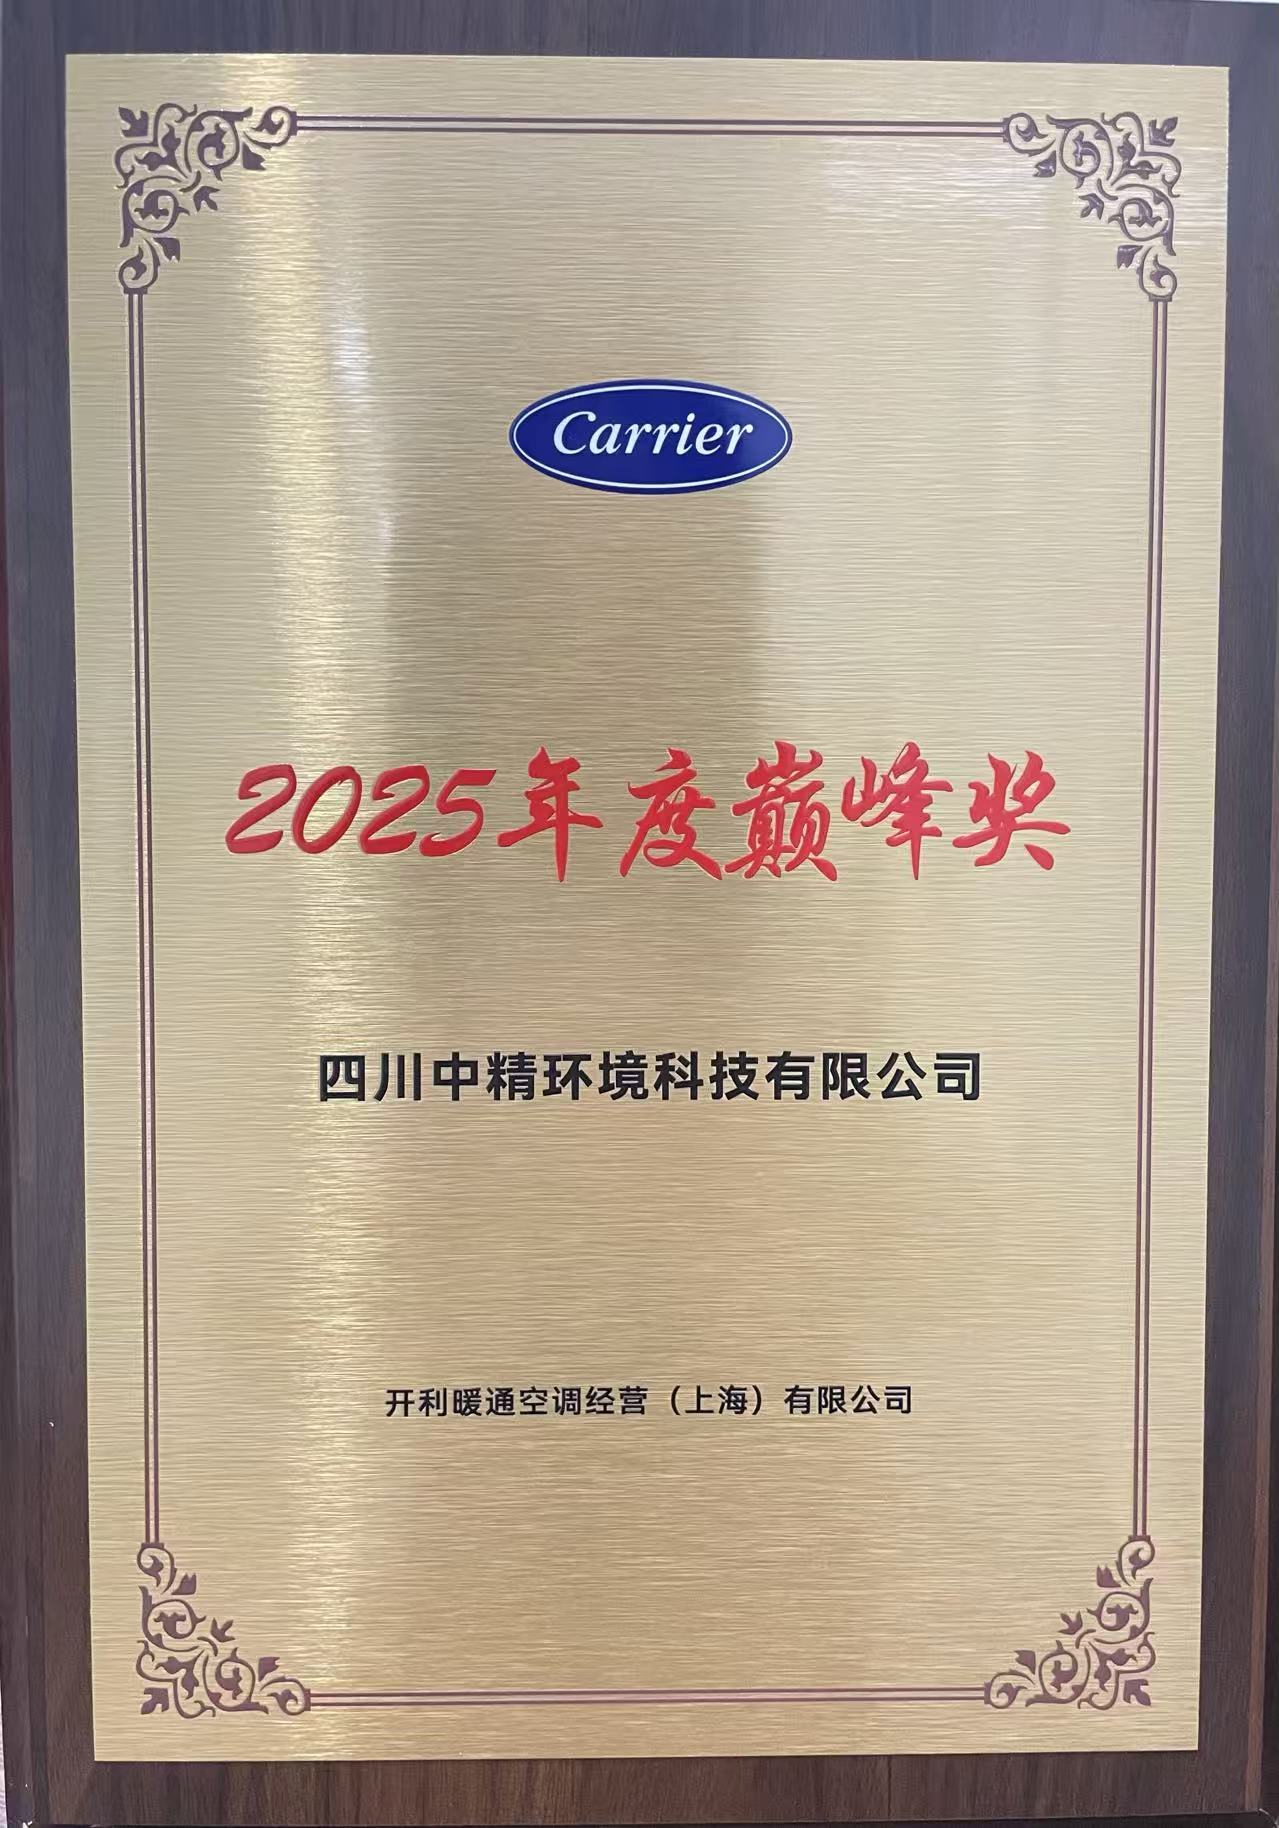 Carrier
2025年度巅峰奖
四川中精环境科技有限公司
开利暖通空调经营（上海）有限公司